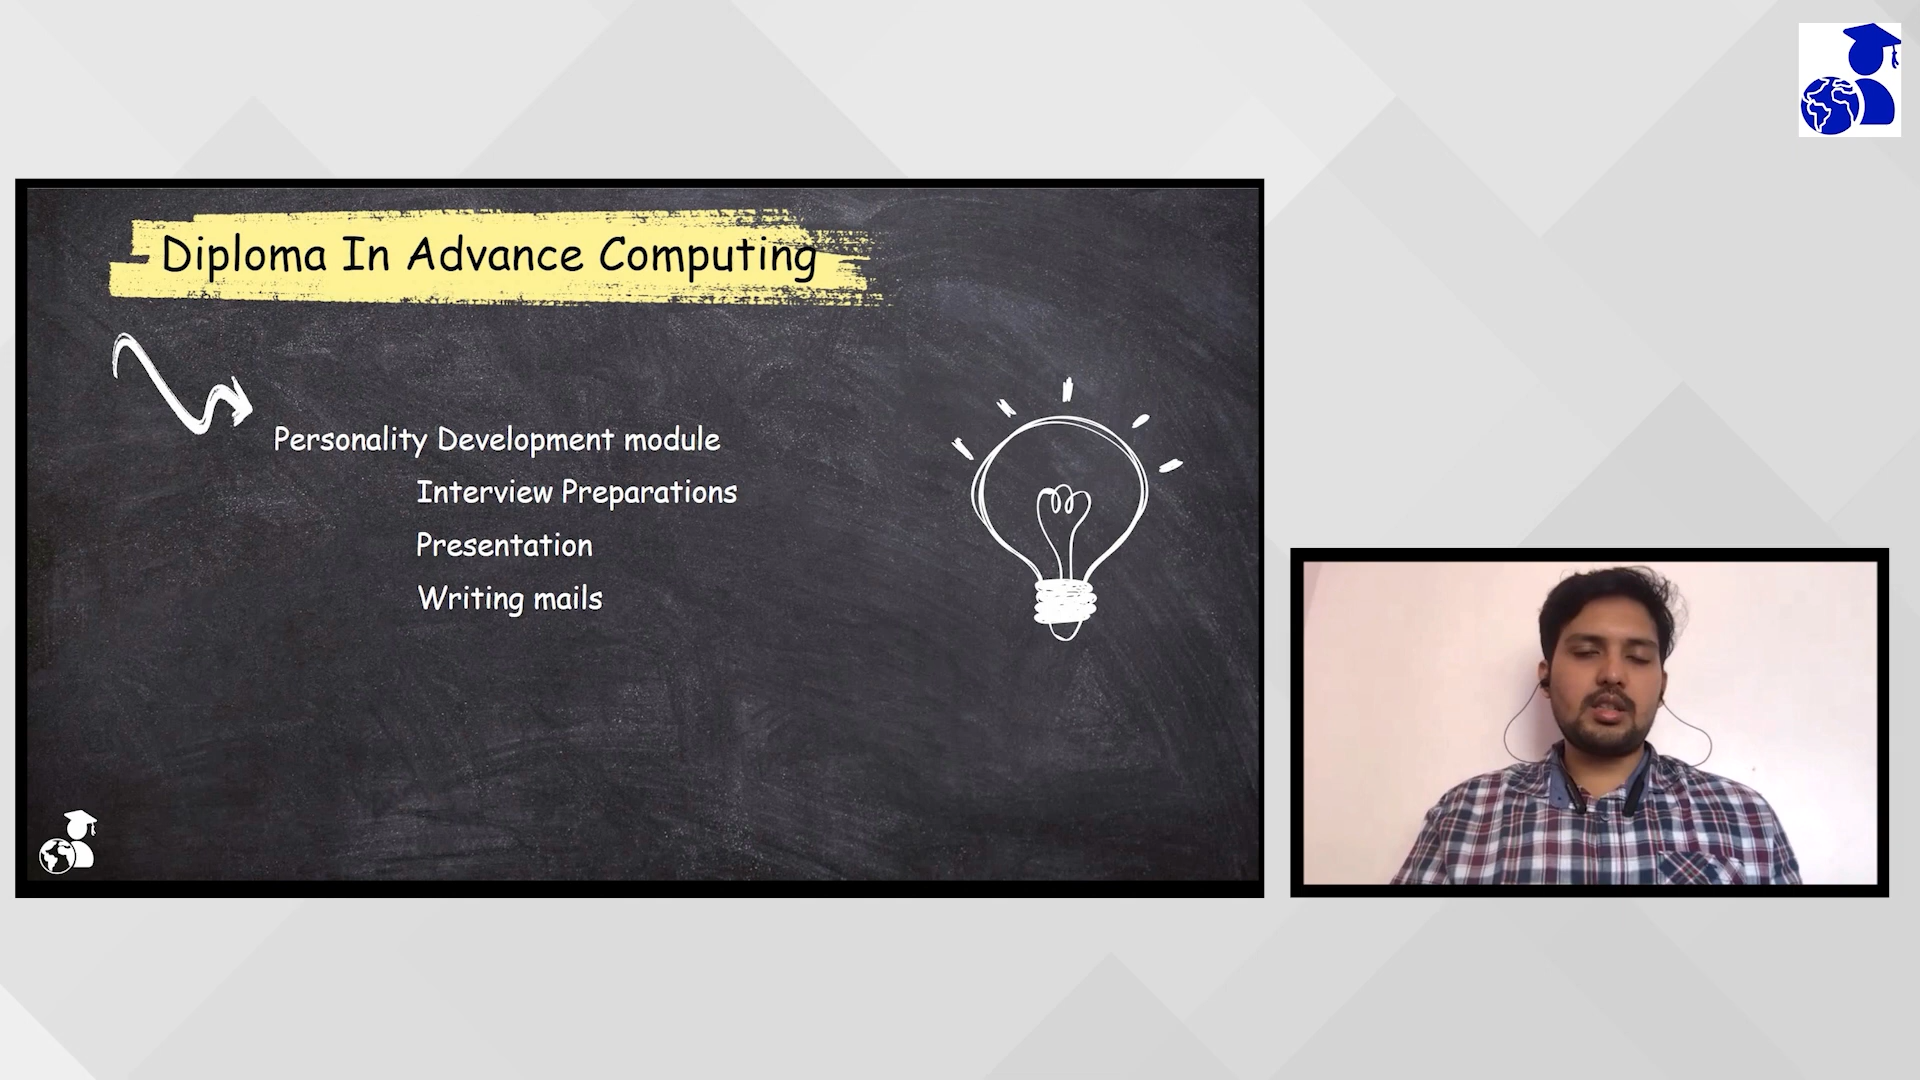 Diploma In Advance Computing
Personality Development module
Interview Preparations
Presentation
Writing mails